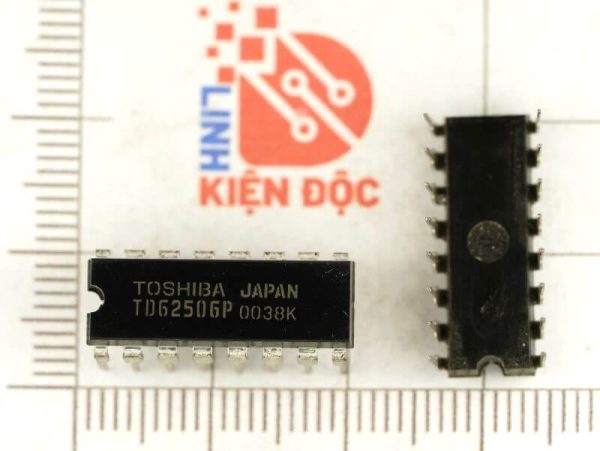 LINH
KIỆN ĐỘC
TOSHIBA JAPAN
TD62506P 0038K